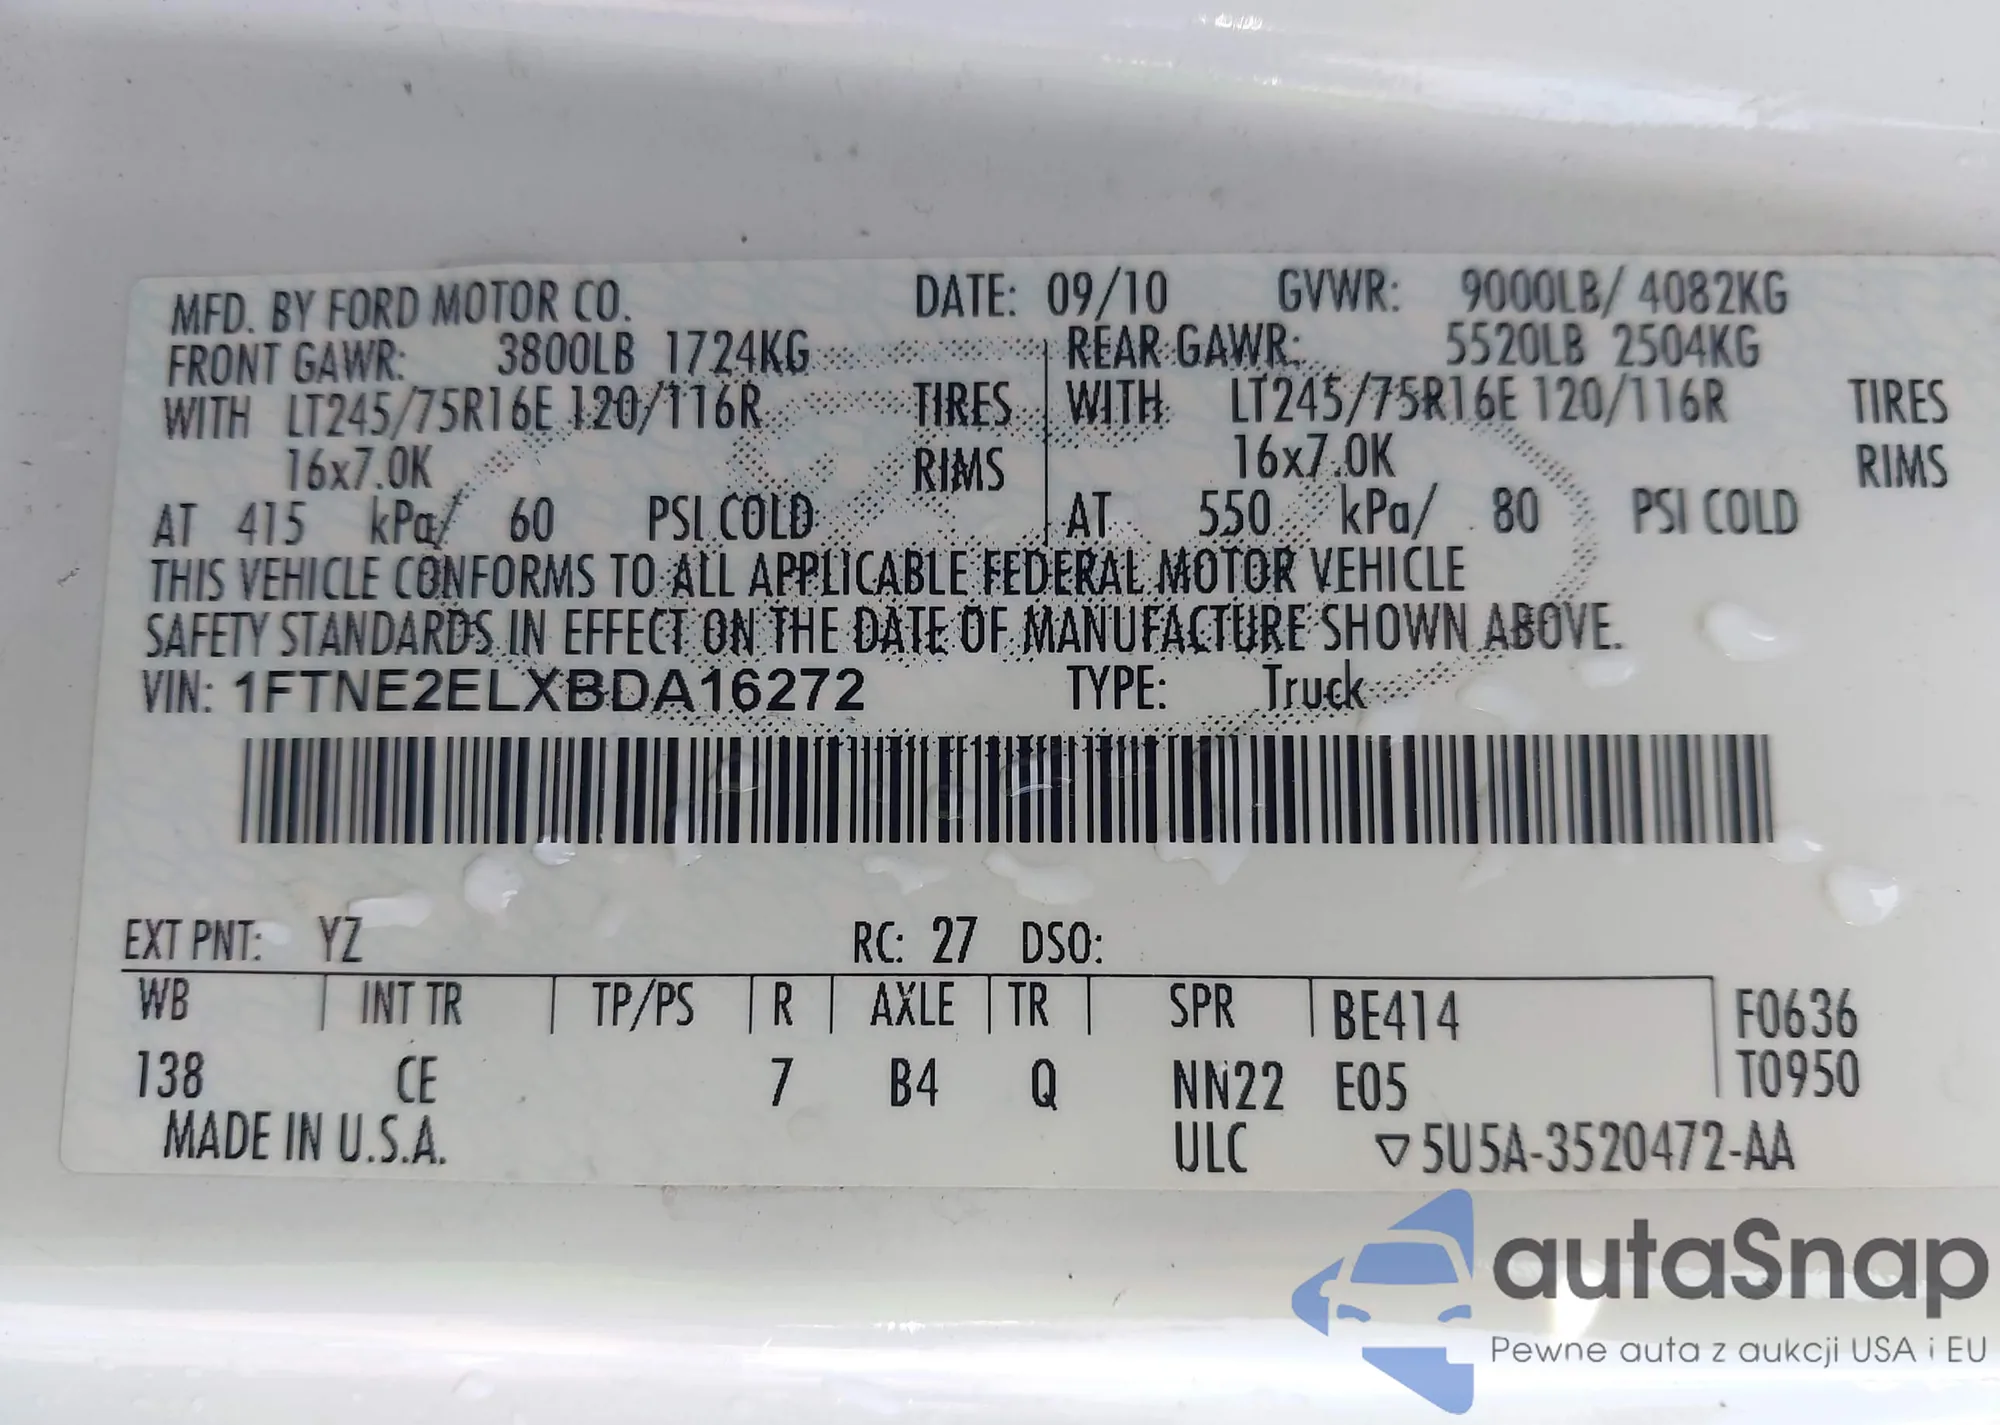 MFD. BY FORD MOTOR CO. DATE: 09/10 GVWR: 9000LB/ 4082KG
FRONT GAWR: 3800LB 1724KG REAR GAWR: 5520LB 2504KG
WITH LT245/75R16E 120/116R TIRES WITH LT245/75R16E 120/116R TIRES
16x7.0K RIMS 16x7.0K RIMS
AT 415 kPa/ 60 PSI COLD AT 550 kPa/ 80 PSI COLD
THIS VEHICLE CONFORMS TO ALL APPLICABLE FEDERAL MOTOR VEHICLE
SAFETY STANDARDS IN EFFECT ON THE DATE OF MANUFACTURE SHOWN ABOVE.
VIN: 1FTNE2ELXBDA16272 TYPE: Truck
EXT PNT: YZ RC: 27 DSO:
WB INT TR TP/PS R AXLE TR SPR BE414 F0636
138 CE 7 B4 Q NN22 E05 T0950
MADE IN U.S.A. ULC ▽5U5A-3520472-AA
autaSnap
Pewne auta z aukcji USA i EU